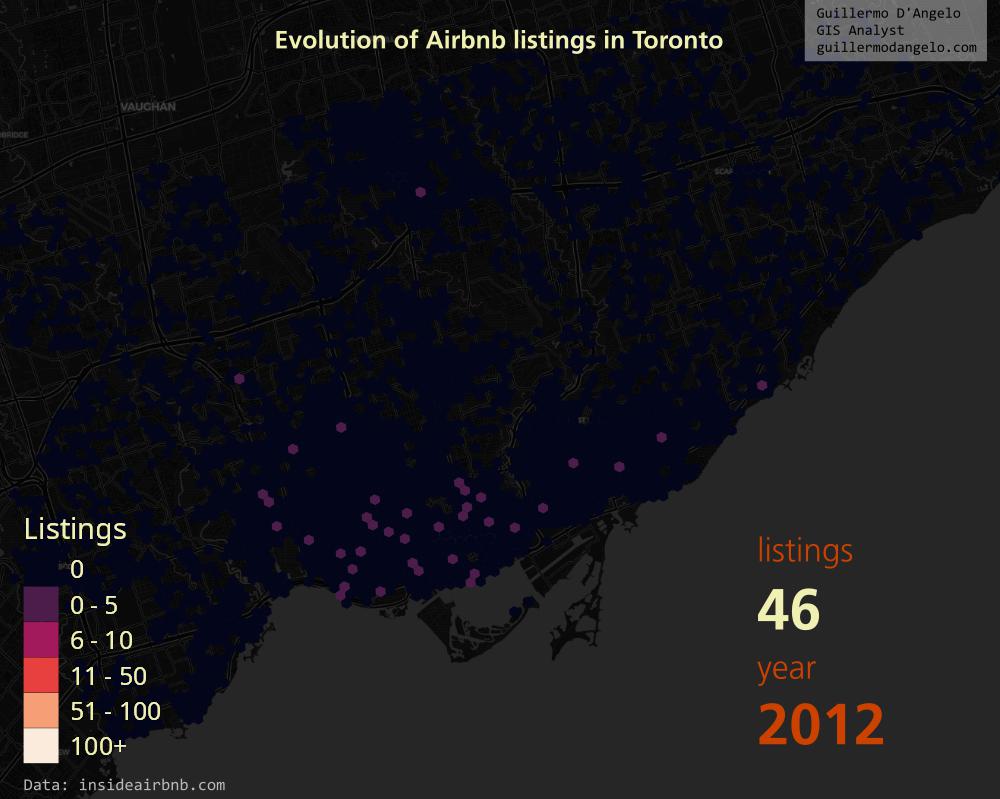 Evolution of Airbnb listings in Toronto
Guillermo D'Angelo
GIS Analyst
guillermodangelo.com
VAUGHAN
Listings
0
0 - 5
6 - 10
11 - 50
51 - 100
100+
listings
46
year
2012
Data: insideairbnb.com